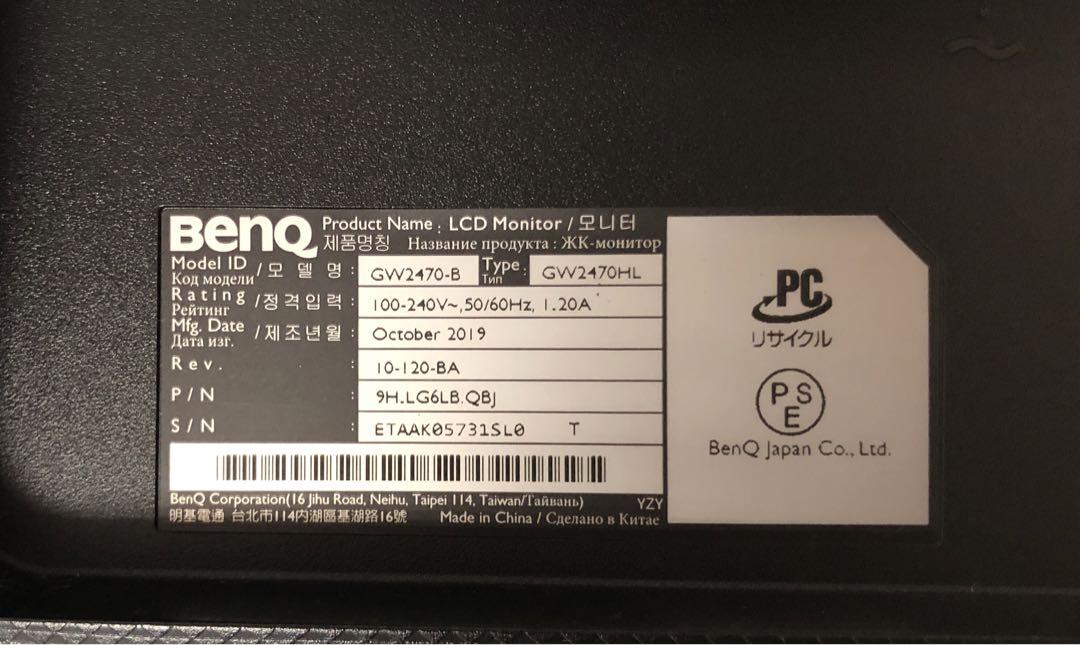 BenQ
Product Name : LCD Monitor / 모니터
제품명칭 Название продукта : ЖК-монитор
Model ID / 모 델 명 : GW2470-B Type : GW2470HL
Код модели Тип
Rating / 정격입력 : 100-240V~,50/60Hz, 1.20A
Рейтинг
Mfg. Date / 제조년월 : October 2019
Дата изг.
Rev. : 10-120-BA
P/N : 9H.LG6LB.QBJ
S/N : ETAAK05731SL0 T
BenQ Corporation(16 Jihu Road, Neihu, Taipei 114, Taiwan/Тайвань) YZY
明基電通 台北市114內湖區基湖路16號 Made in China / Сделано в Китае
PC
リサイクル
PSE
BenQ Japan Co., Ltd.